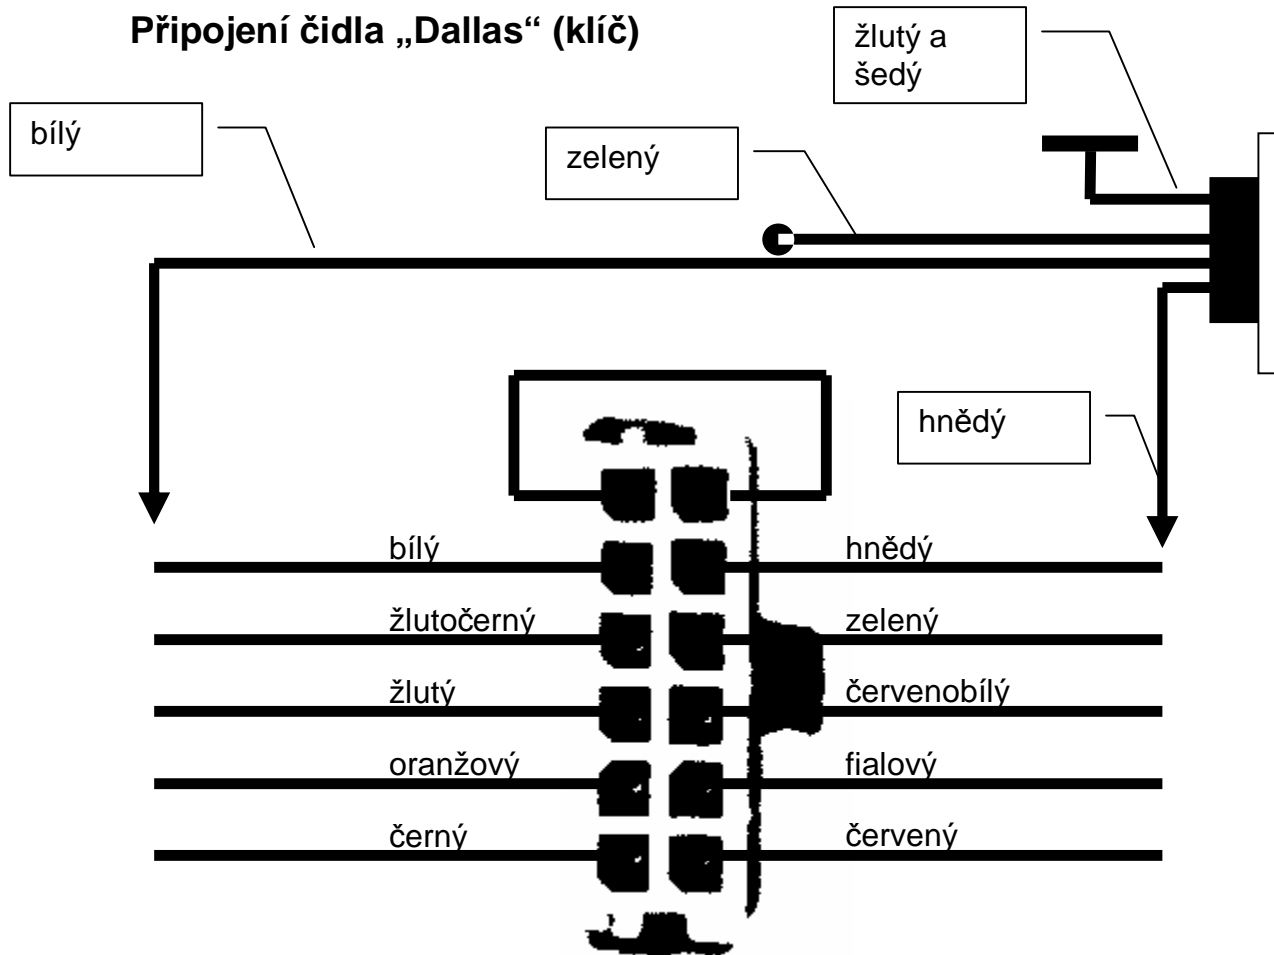 Připojení čidla „Dallas“ (klíč)
žlutý a
šedý
bílý
zelený
hnědý
bílý
hnědý
žlutočerný
zelený
žlutý
červenobílý
oranžový
fialový
černý
červený